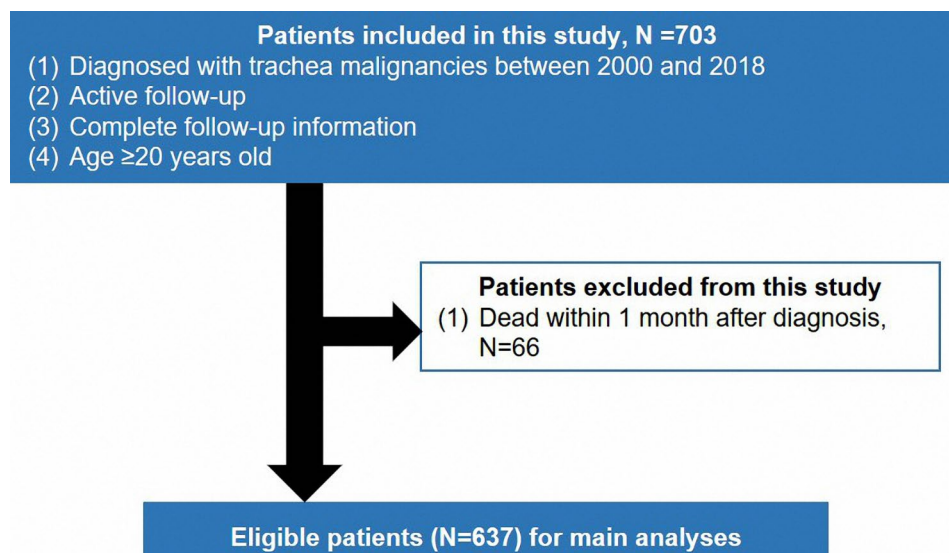 Patients included in this study, N =703
(1) Diagnosed with trachea malignancies between 2000 and 2018
(2) Active follow-up
(3) Complete follow-up information
(4) Age ≥20 years old
Patients excluded from this study
(1) Dead within 1 month after diagnosis,
N=66
Eligible patients (N=637) for main analyses